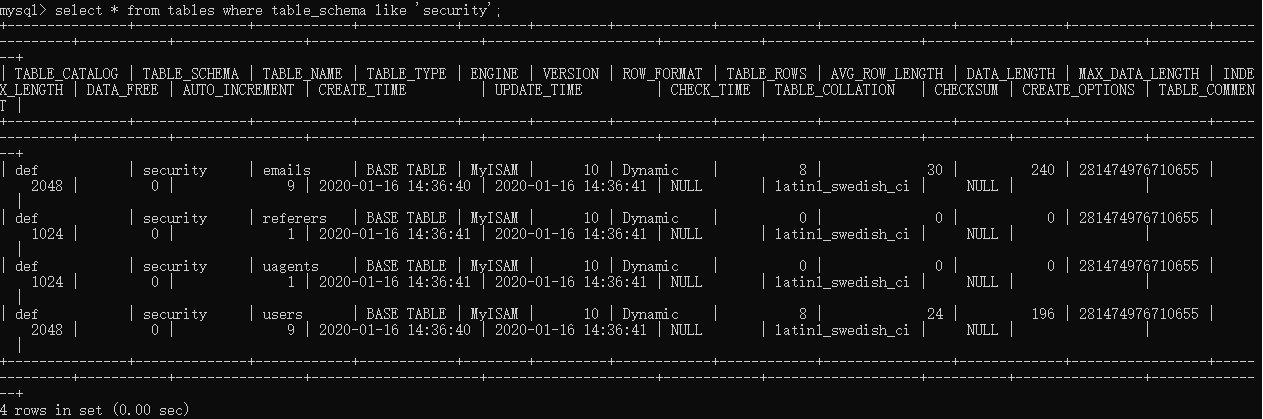 mysql> select * from tables where table_schema like 'security';
+---------------+--------------+------------+------------+--------+---------+------------+------------+----------------+-------------+-----------------+-----
---------+-----------+----------------+---------------------+---------------------+------------+-------------------+----------+----------------+------------
--+
| TABLE_CATALOG | TABLE_SCHEMA | TABLE_NAME | TABLE_TYPE | ENGINE | VERSION | ROW_FORMAT | TABLE_ROWS | AVG_ROW_LENGTH | DATA_LENGTH | MAX_DATA_LENGTH | INDE
X_LENGTH | DATA_FREE | AUTO_INCREMENT | CREATE_TIME         | UPDATE_TIME         | CHECK_TIME | TABLE_COLLATION   | CHECKSUM | CREATE_OPTIONS | TABLE_COMMEN
T |
+---------------+--------------+------------+------------+--------+---------+------------+------------+----------------+-------------+-----------------+-----
---------+-----------+----------------+---------------------+---------------------+------------+-------------------+----------+----------------+------------
--+
| def           | security     | emails     | BASE TABLE | MyISAM |      10 | Dynamic    |          8 |             30 |         240 | 281474976710655 |
    2048 |         0 |              9 | 2020-01-16 14:36:40 | 2020-01-16 14:36:41 | NULL       | latin1_swedish_ci |     NULL |                |
  |
| def           | security     | referers   | BASE TABLE | MyISAM |      10 | Dynamic    |          0 |              0 |           0 | 281474976710655 |
    1024 |         0 |              1 | 2020-01-16 14:36:41 | 2020-01-16 14:36:41 | NULL       | latin1_swedish_ci |     NULL |                |
  |
| def           | security     | uagents    | BASE TABLE | MyISAM |      10 | Dynamic    |          0 |              0 |           0 | 281474976710655 |
    1024 |         0 |              1 | 2020-01-16 14:36:41 | 2020-01-16 14:36:41 | NULL       | latin1_swedish_ci |     NULL |                |
  |
| def           | security     | users      | BASE TABLE | MyISAM |      10 | Dynamic    |          8 |             24 |         196 | 281474976710655 |
    2048 |         0 |              9 | 2020-01-16 14:36:40 | 2020-01-16 14:36:41 | NULL       | latin1_swedish_ci |     NULL |                |
  |
+---------------+--------------+------------+------------+--------+---------+------------+------------+----------------+-------------+-----------------+-----
---------+-----------+----------------+---------------------+---------------------+------------+-------------------+----------+----------------+------------
--+
4 rows in set (0.00 sec)